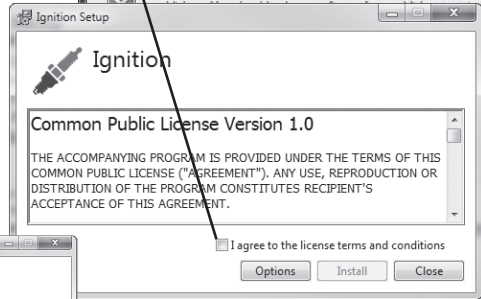 Ignition Setup
Ignition
Common Public License Version 1.0
THE ACCOMPANYING PROGRAM IS PROVIDED UNDER THE TERMS OF THIS
COMMON PUBLIC LICENSE ("AGREEMENT"). ANY USE, REPRODUCTION OR
DISTRIBUTION OF THE PROGRAM CONSTITUTES RECIPIENT'S
ACCEPTANCE OF THIS AGREEMENT.
I agree to the license terms and conditions
Options Install Close